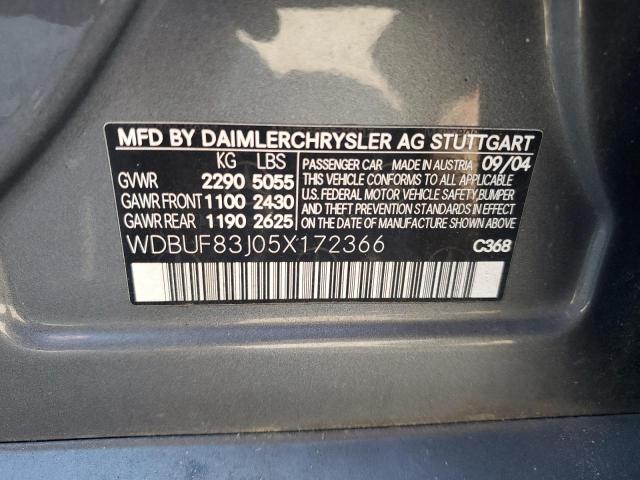 MFD BY DAIMLERCHRYSLER AG STUTTGART
KG LBS
GVWR 2290 5055
GAWR FRONT 1100 2430
GAWR REAR 1190 2625
PASSENGER CAR MADE IN AUSTRIA 09/04
THIS VEHICLE CONFORMS TO ALL APPLICABLE
U.S. FEDERAL MOTOR VEHICLE SAFETY,BUMPER
AND THEFT PREVENTION STANDARDS IN EFFECT
ON THE DATE OF MANUFACTURE SHOWN ABOVE.
WDBUF83J05X172366 C368